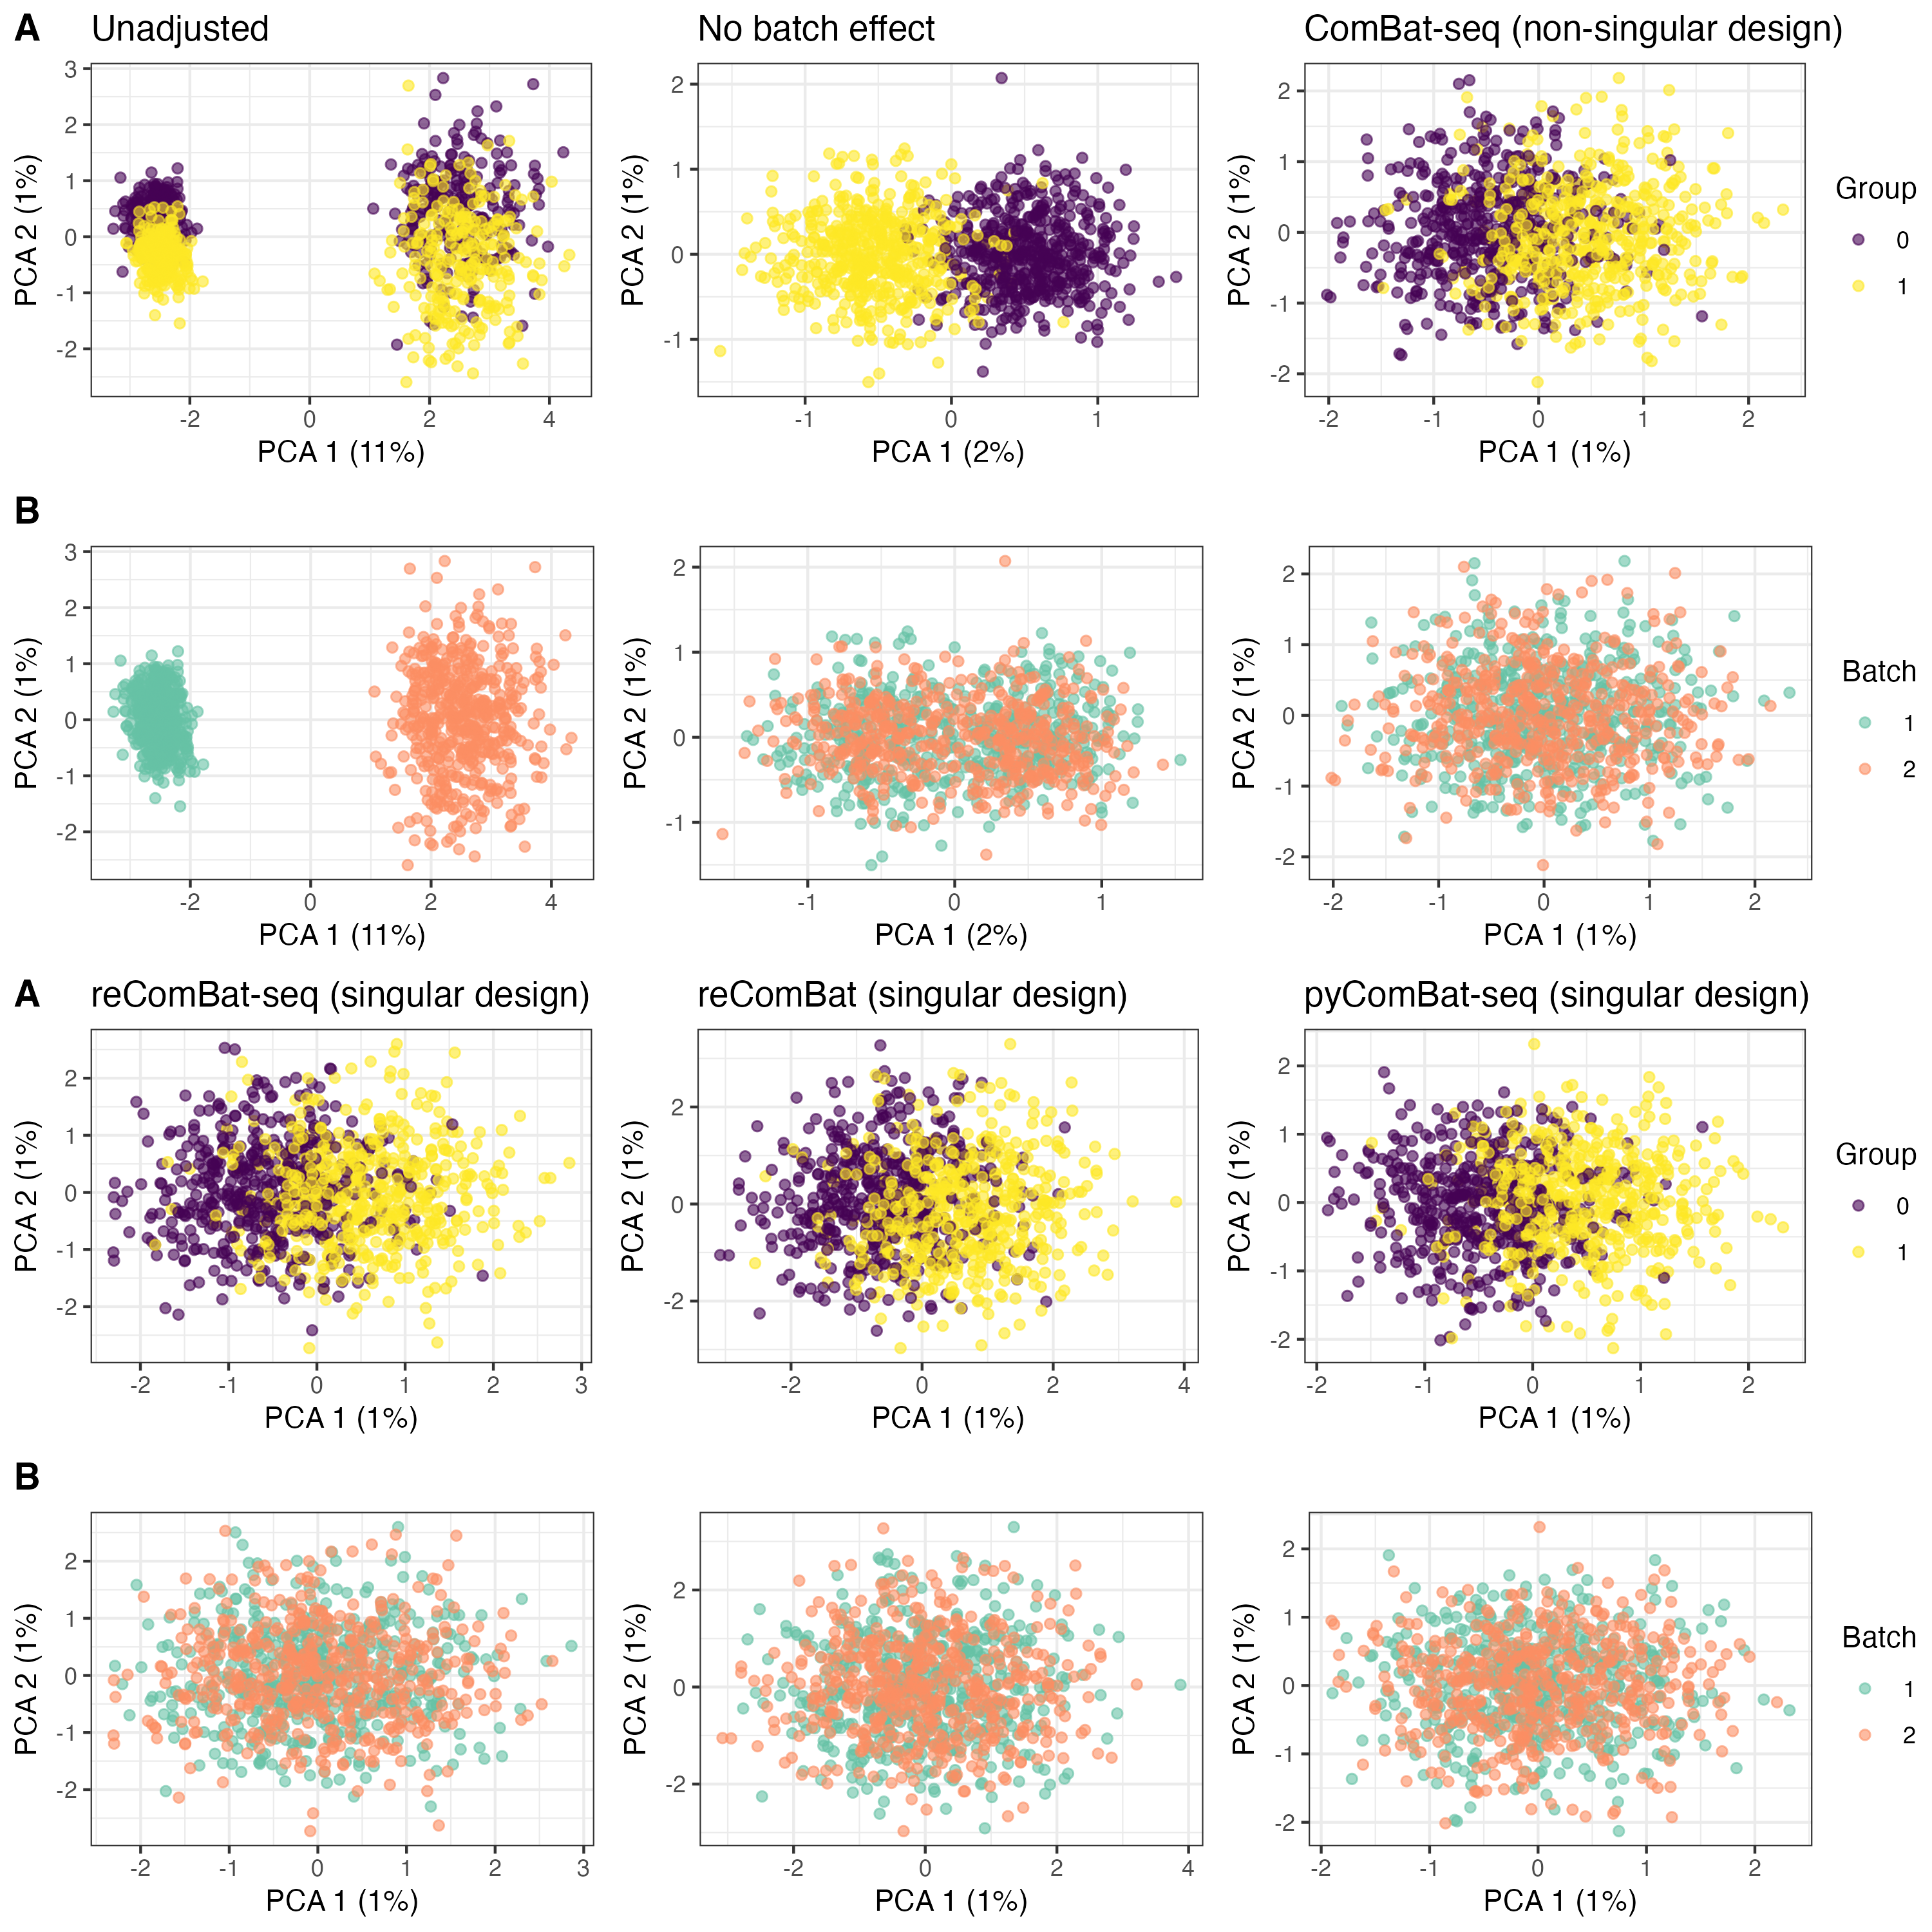 A Unadjusted No batch effect ComBat-seq (non-singular design)
3
2
1
0
-1
-2
PCA 2 (1%)
-2 0 2 4
PCA 1 (11%)
2
1
0
-1
PCA 2 (1%)
-1 0 1
PCA 1 (2%)
2
1
0
-1
-2
PCA 2 (1%)
-2 -1 0 1 2
PCA 1 (1%)
Group
0
1
B
3
2
1
0
-1
-2
PCA 2 (1%)
-2 0 2 4
PCA 1 (11%)
2
1
0
-1
PCA 2 (1%)
-1 0 1
PCA 1 (2%)
2
1
0
-1
-2
PCA 2 (1%)
-2 -1 0 1 2
PCA 1 (1%)
Batch
1
2
A reComBat-seq (singular design) reComBat (singular design) pyComBat-seq (singular design)
2
1
0
-1
-2
PCA 2 (1%)
-2 -1 0 1 2 3
PCA 1 (1%)
2
0
-2
PCA 2 (1%)
-2 0 2 4
PCA 1 (1%)
2
1
0
-1
-2
PCA 2 (1%)
-2 -1 0 1 2
PCA 1 (1%)
Group
0
1
B
2
1
0
-1
-2
PCA 2 (1%)
-2 -1 0 1 2 3
PCA 1 (1%)
2
0
-2
PCA 2 (1%)
-2 0 2 4
PCA 1 (1%)
2
1
0
-1
-2
PCA 2 (1%)
-2 -1 0 1 2
PCA 1 (1%)
Batch
1
2